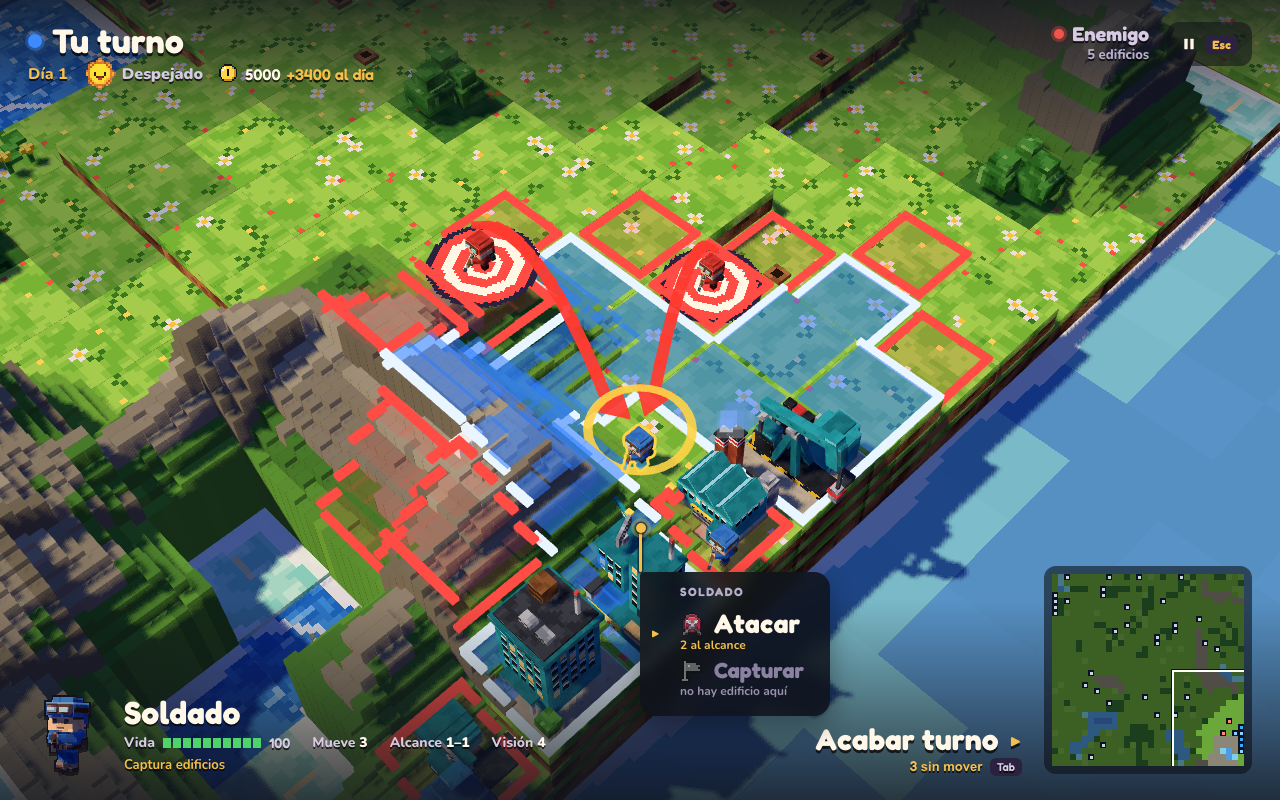 Tu turno
Día 1 Despejado 5000 +3400 al día
Enemigo
5 edificios
Esc
SOLDADO
Atacar
2 al alcance
Capturar
no hay edificio aquí
Soldado
Vida 100 Mueve 3 Alcance 1–1 Visión 4
Captura edificios
Acabar turno
3 sin mover Tab